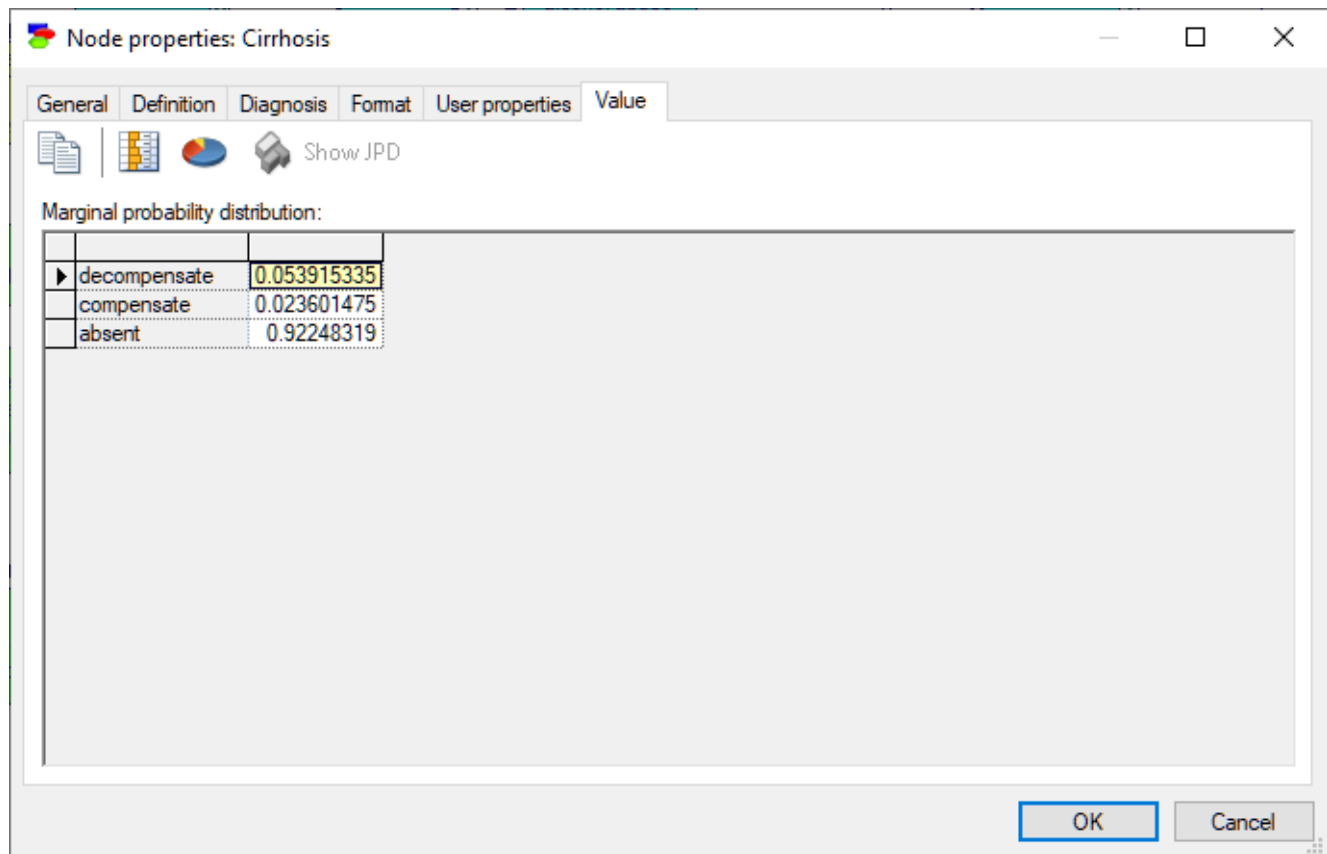 Node properties: Cirrhosis
General Definition Diagnosis Format User properties Value
Show JPD
Marginal probability distribution:
decompensate 0.053915335
compensate 0.023601475
absent 0.92248319
OK Cancel